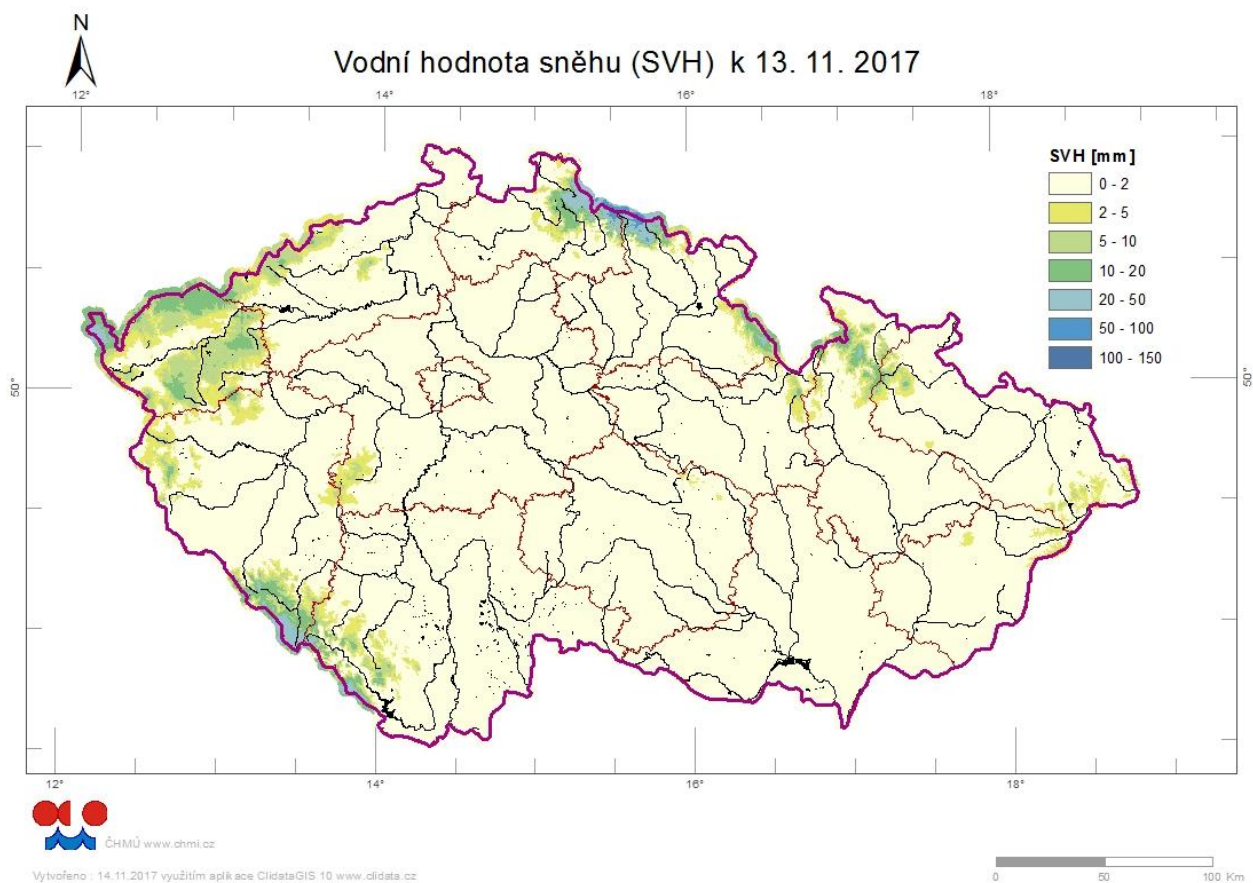 N
Vodní hodnota sněhu (SVH) k 13. 11. 2017
12°
14°
16°
18°
SVH [mm]
0 - 2
2 - 5
5 - 10
10 - 20
20 - 50
50 - 100
100 - 150
50°
50°
12°
14°
16°
18°
ČHMÚ www.chmi.cz
Vytvořeno : 14.11.2017 využitím aplikace ClidataGIS 10 www.clidata.cz
0 50 100 Km